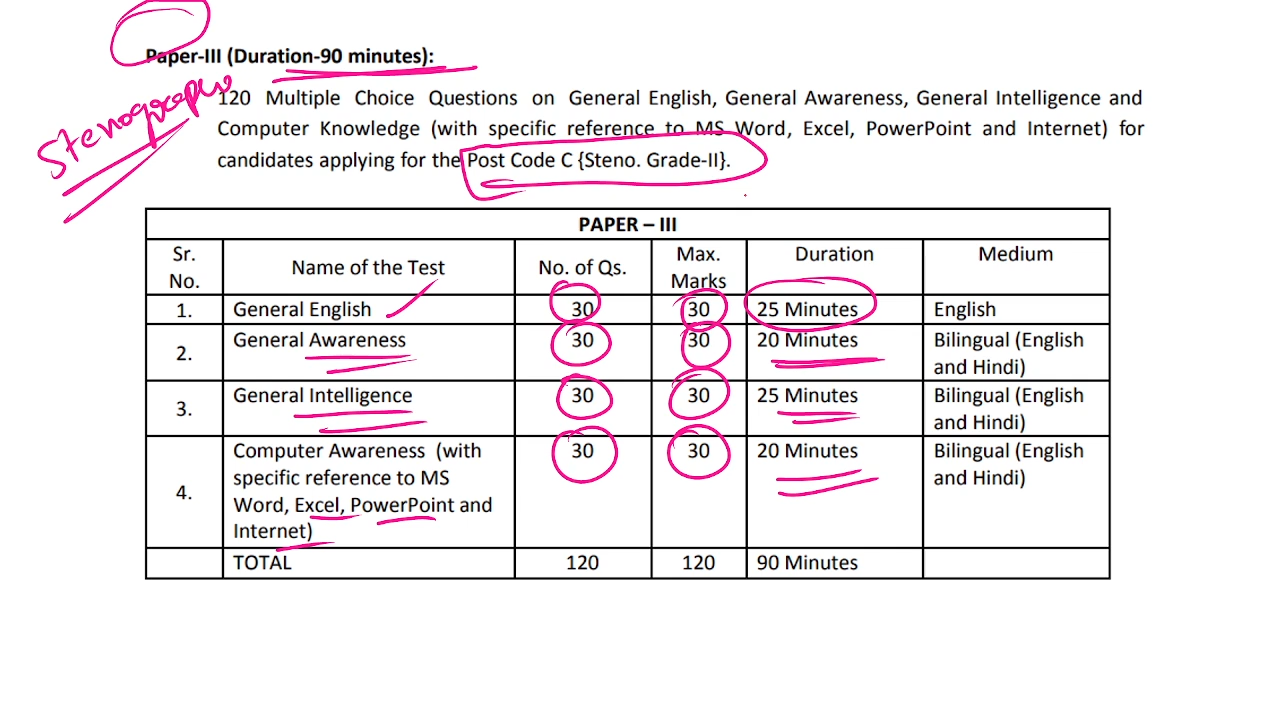 Paper-III (Duration-90 minutes):
Stenographer
120 Multiple Choice Questions on General English, General Awareness, General Intelligence and
Computer Knowledge (with specific reference to MS Word, Excel, PowerPoint and Internet) for
candidates applying for the Post Code C {Steno. Grade-II}.
PAPER – III
Sr. No. Name of the Test No. of Qs. Max. Marks Duration Medium
1. General English 30 30 25 Minutes English
2. General Awareness 30 30 20 Minutes Bilingual (English
and Hindi)
3. General Intelligence 30 30 25 Minutes Bilingual (English
and Hindi)
4. Computer Awareness (with 30 30 20 Minutes Bilingual (English
specific reference to MS and Hindi)
Word, Excel, PowerPoint and
Internet)
TOTAL 120 120 90 Minutes